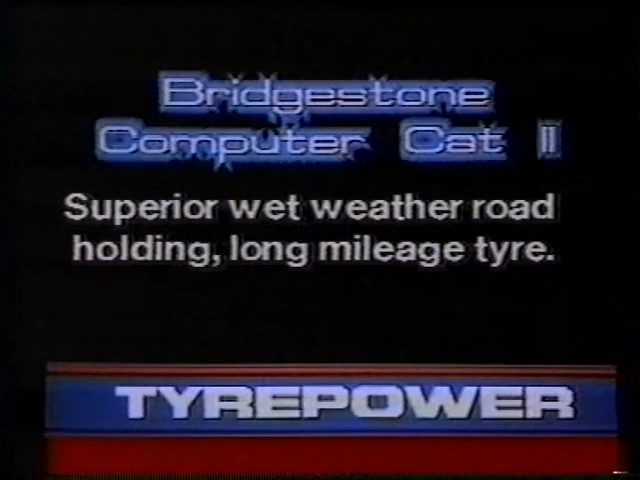 Bridgestone
Computer Cat II
Superior wet weather road
holding, long mileage tyre.
TYREPOWER